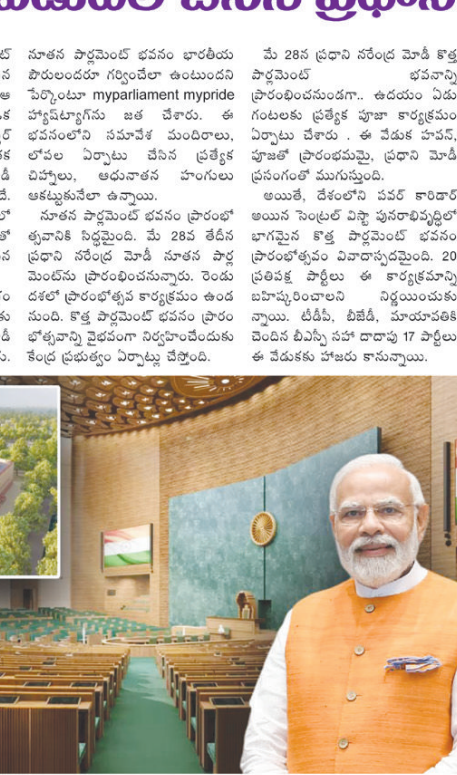 విడుదల చేసిన ప్రధాని
నూతన పార్లమెంట్ భవనం భారతీయ
పౌరులందరూ గర్వించేలా ఉంటుందని
పేర్కొంటూ myparliament mypride
హ్యాష్‌ట్యాగ్‌ను జత చేశారు. ఈ
భవనంలోని సమావేశ మందిరాలు,
లోపల ఏర్పాటు చేసిన ప్రత్యేక
చిహ్నాలు, ఆధునాతన హంగులు
ఆకట్టుకునేలా ఉన్నాయి.
నూతన పార్లమెంట్ భవనం ప్రారంభో
త్సవానికి సిద్ధమైంది. మే 28వ తేదీన
ప్రధాని నరేంద్ర మోడీ నూతన పార్ల
మెంట్‌ను ప్రారంభించనున్నారు. రెండు
దశలో ప్రారంభోత్సవ కార్యక్రమం ఉండ
నుంది. కొత్త పార్లమెంట్ భవనం ప్రారం
భోత్సవాన్ని వైభవంగా నిర్వహించేందుకు
కేంద్ర ప్రభుత్వం ఏర్పాట్లు చేస్తోంది.
మే 28న ప్రధాని నరేంద్ర మోడీ కొత్త
పార్లమెంట్ భవనాన్ని
ప్రారంభించనుండగా.. ఉదయం ఏడు
గంటలకు ప్రత్యేక పూజా కార్యక్రమం
ఏర్పాటు చేశారు . ఈ వేడుక హవన్,
పూజతో ప్రారంభమమై, ప్రధాని మోడీ
ప్రసంగంతో ముగుస్తుంది.
అయితే, దేశంలోని పవర్ కారిడార్
అయిన సెంట్రల్ విస్టా పునరాభివృద్ధిలో
భాగమైన కొత్త పార్లమెంట్ భవనం
ప్రారంభోత్సవం వివాదాస్పదమైంది. 20
ప్రతిపక్ష పార్టీలు ఈ కార్యక్రమాన్ని
బహిష్కరించాలని నిర్ణయించుకు
న్నాయి. టీడీపీ, బీజేడీ, మాయావతికి
చెందిన బీఎస్పీ సహా దాదాపు 17 పార్టీలు
ఈ వేడుకకు హాజరు కానున్నాయి.